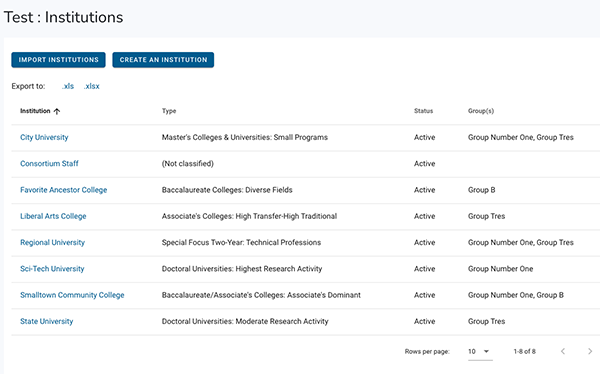 Test : Institutions
IMPORT INSTITUTIONS CREATE AN INSTITUTION
Export to: .xls .xlsx
Institution Type Status Group(s)
City University Master's Colleges & Universities: Small Programs Active Group Number One, Group Tres
Consortium Staff (Not classified) Active
Favorite Ancestor College Baccalaureate Colleges: Diverse Fields Active Group B
Liberal Arts College Associate's Colleges: High Transfer-High Traditional Active Group Tres
Regional University Special Focus Two-Year: Technical Professions Active Group Number One, Group Tres
Sci-Tech University Doctoral Universities: Highest Research Activity Active Group Number One
Smalltown Community College Baccalaureate/Associate's Colleges: Associate's Dominant Active Group Number One, Group B
State University Doctoral Universities: Moderate Research Activity Active Group Tres
Rows per page: 10 1-8 of 8